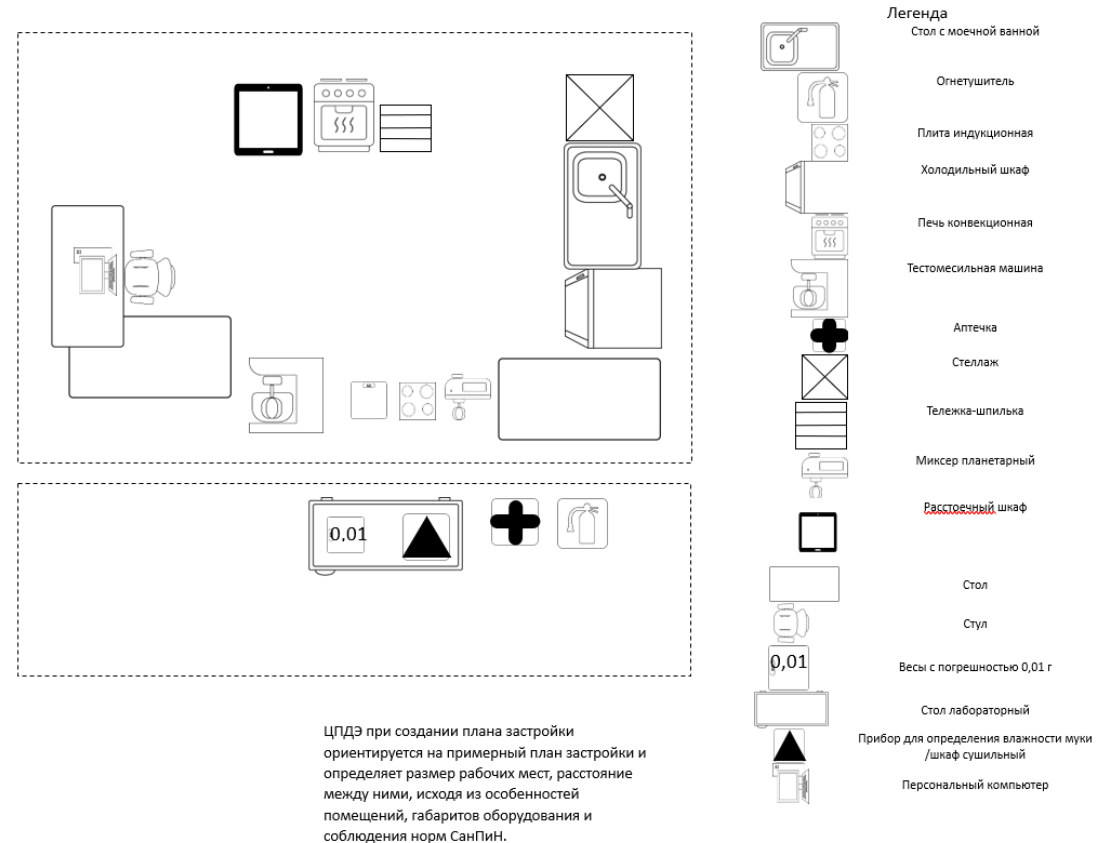 Легенда
Стол с моечной ванной
Огнетушитель
Плита индукционная
Холодильный шкаф
Печь конвекционная
Тестомесильная машина
Аптечка
Стеллаж
Тележка-шпилька
Миксер планетарный
Расстоечный шкаф
Стол
Стул
0,01
Весы с погрешностью 0,01 г
Стол лабораторный
Прибор для определения влажности муки
/шкаф сушильный
Персональный компьютер
0,01
ЦПДЭ при создании плана застройки
ориентируется на примерный план застройки и
определяет размер рабочих мест, расстояние
между ними, исходя из особенностей
помещений, габаритов оборудования и
соблюдения норм СанПиН.